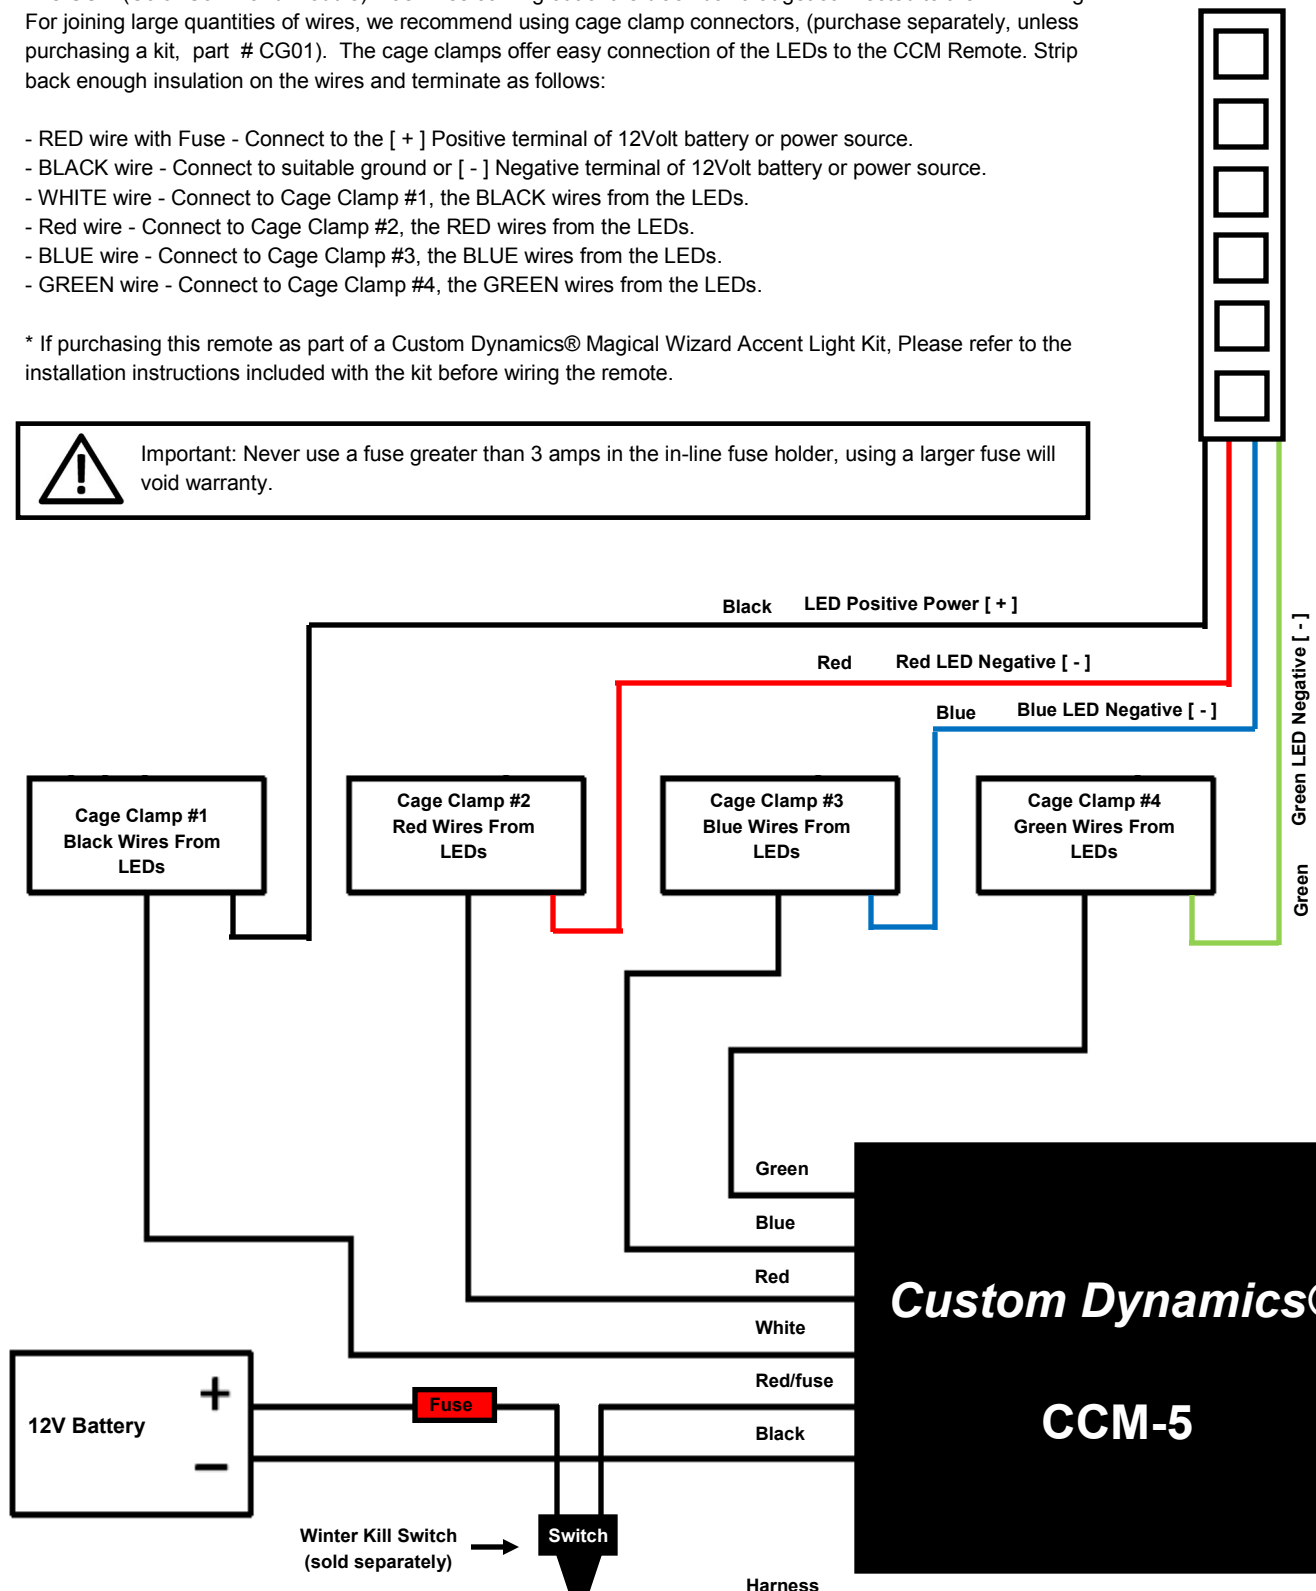 For joining large quantities of wires, we recommend using cage clamp connectors, (purchase separately, unless
purchasing a kit, part # CG01). The cage clamps offer easy connection of the LEDs to the CCM Remote. Strip
back enough insulation on the wires and terminate as follows:
- RED wire with Fuse - Connect to the [ + ] Positive terminal of 12Volt battery or power source.
- BLACK wire - Connect to suitable ground or [ - ] Negative terminal of 12Volt battery or power source.
- WHITE wire - Connect to Cage Clamp #1, the BLACK wires from the LEDs.
- Red wire - Connect to Cage Clamp #2, the RED wires from the LEDs.
- BLUE wire - Connect to Cage Clamp #3, the BLUE wires from the LEDs.
- GREEN wire - Connect to Cage Clamp #4, the GREEN wires from the LEDs.
* If purchasing this remote as part of a Custom Dynamics® Magical Wizard Accent Light Kit, Please refer to the
installation instructions included with the kit before wiring the remote.
Important: Never use a fuse greater than 3 amps in the in-line fuse holder, using a larger fuse will
void warranty.
Black LED Positive Power [ + ]
Red Red LED Negative [ - ]
Blue Blue LED Negative [ - ]
Green Green LED Negative [ - ]
Cage Clamp #1
Black Wires From
LEDs
Cage Clamp #2
Red Wires From
LEDs
Cage Clamp #3
Blue Wires From
LEDs
Cage Clamp #4
Green Wires From
LEDs
Green
Blue
Red
White
Red/fuse
Black
Custom Dynamics®
CCM-5
12V Battery
+
−
Fuse
Winter Kill Switch
(sold separately)
Switch
Harness